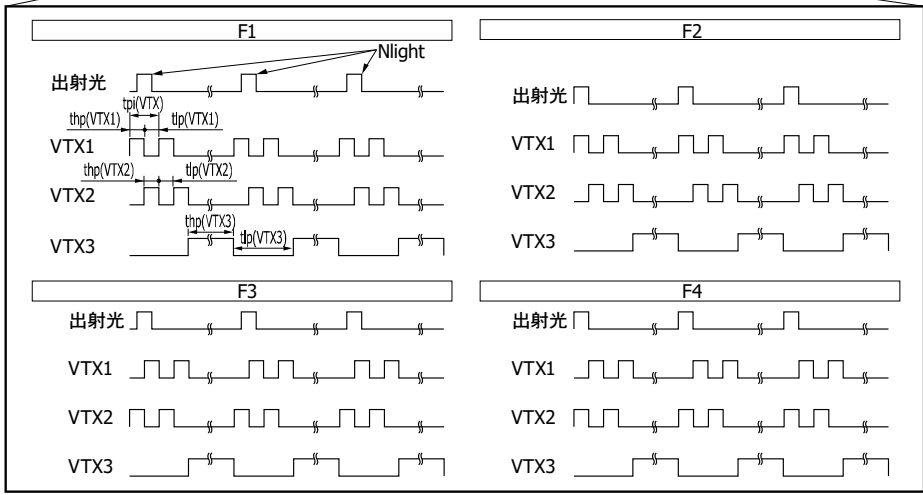 F1
Nlight
出射光
tpi(VTX)
thp(VTX1) tlp(VTX1)
VTX1
thp(VTX2) tlp(VTX2)
VTX2
thp(VTX3)
tlp(VTX3)
VTX3
F2
出射光
VTX1
VTX2
VTX3
F3
出射光
VTX1
VTX2
VTX3
F4
出射光
VTX1
VTX2
VTX3